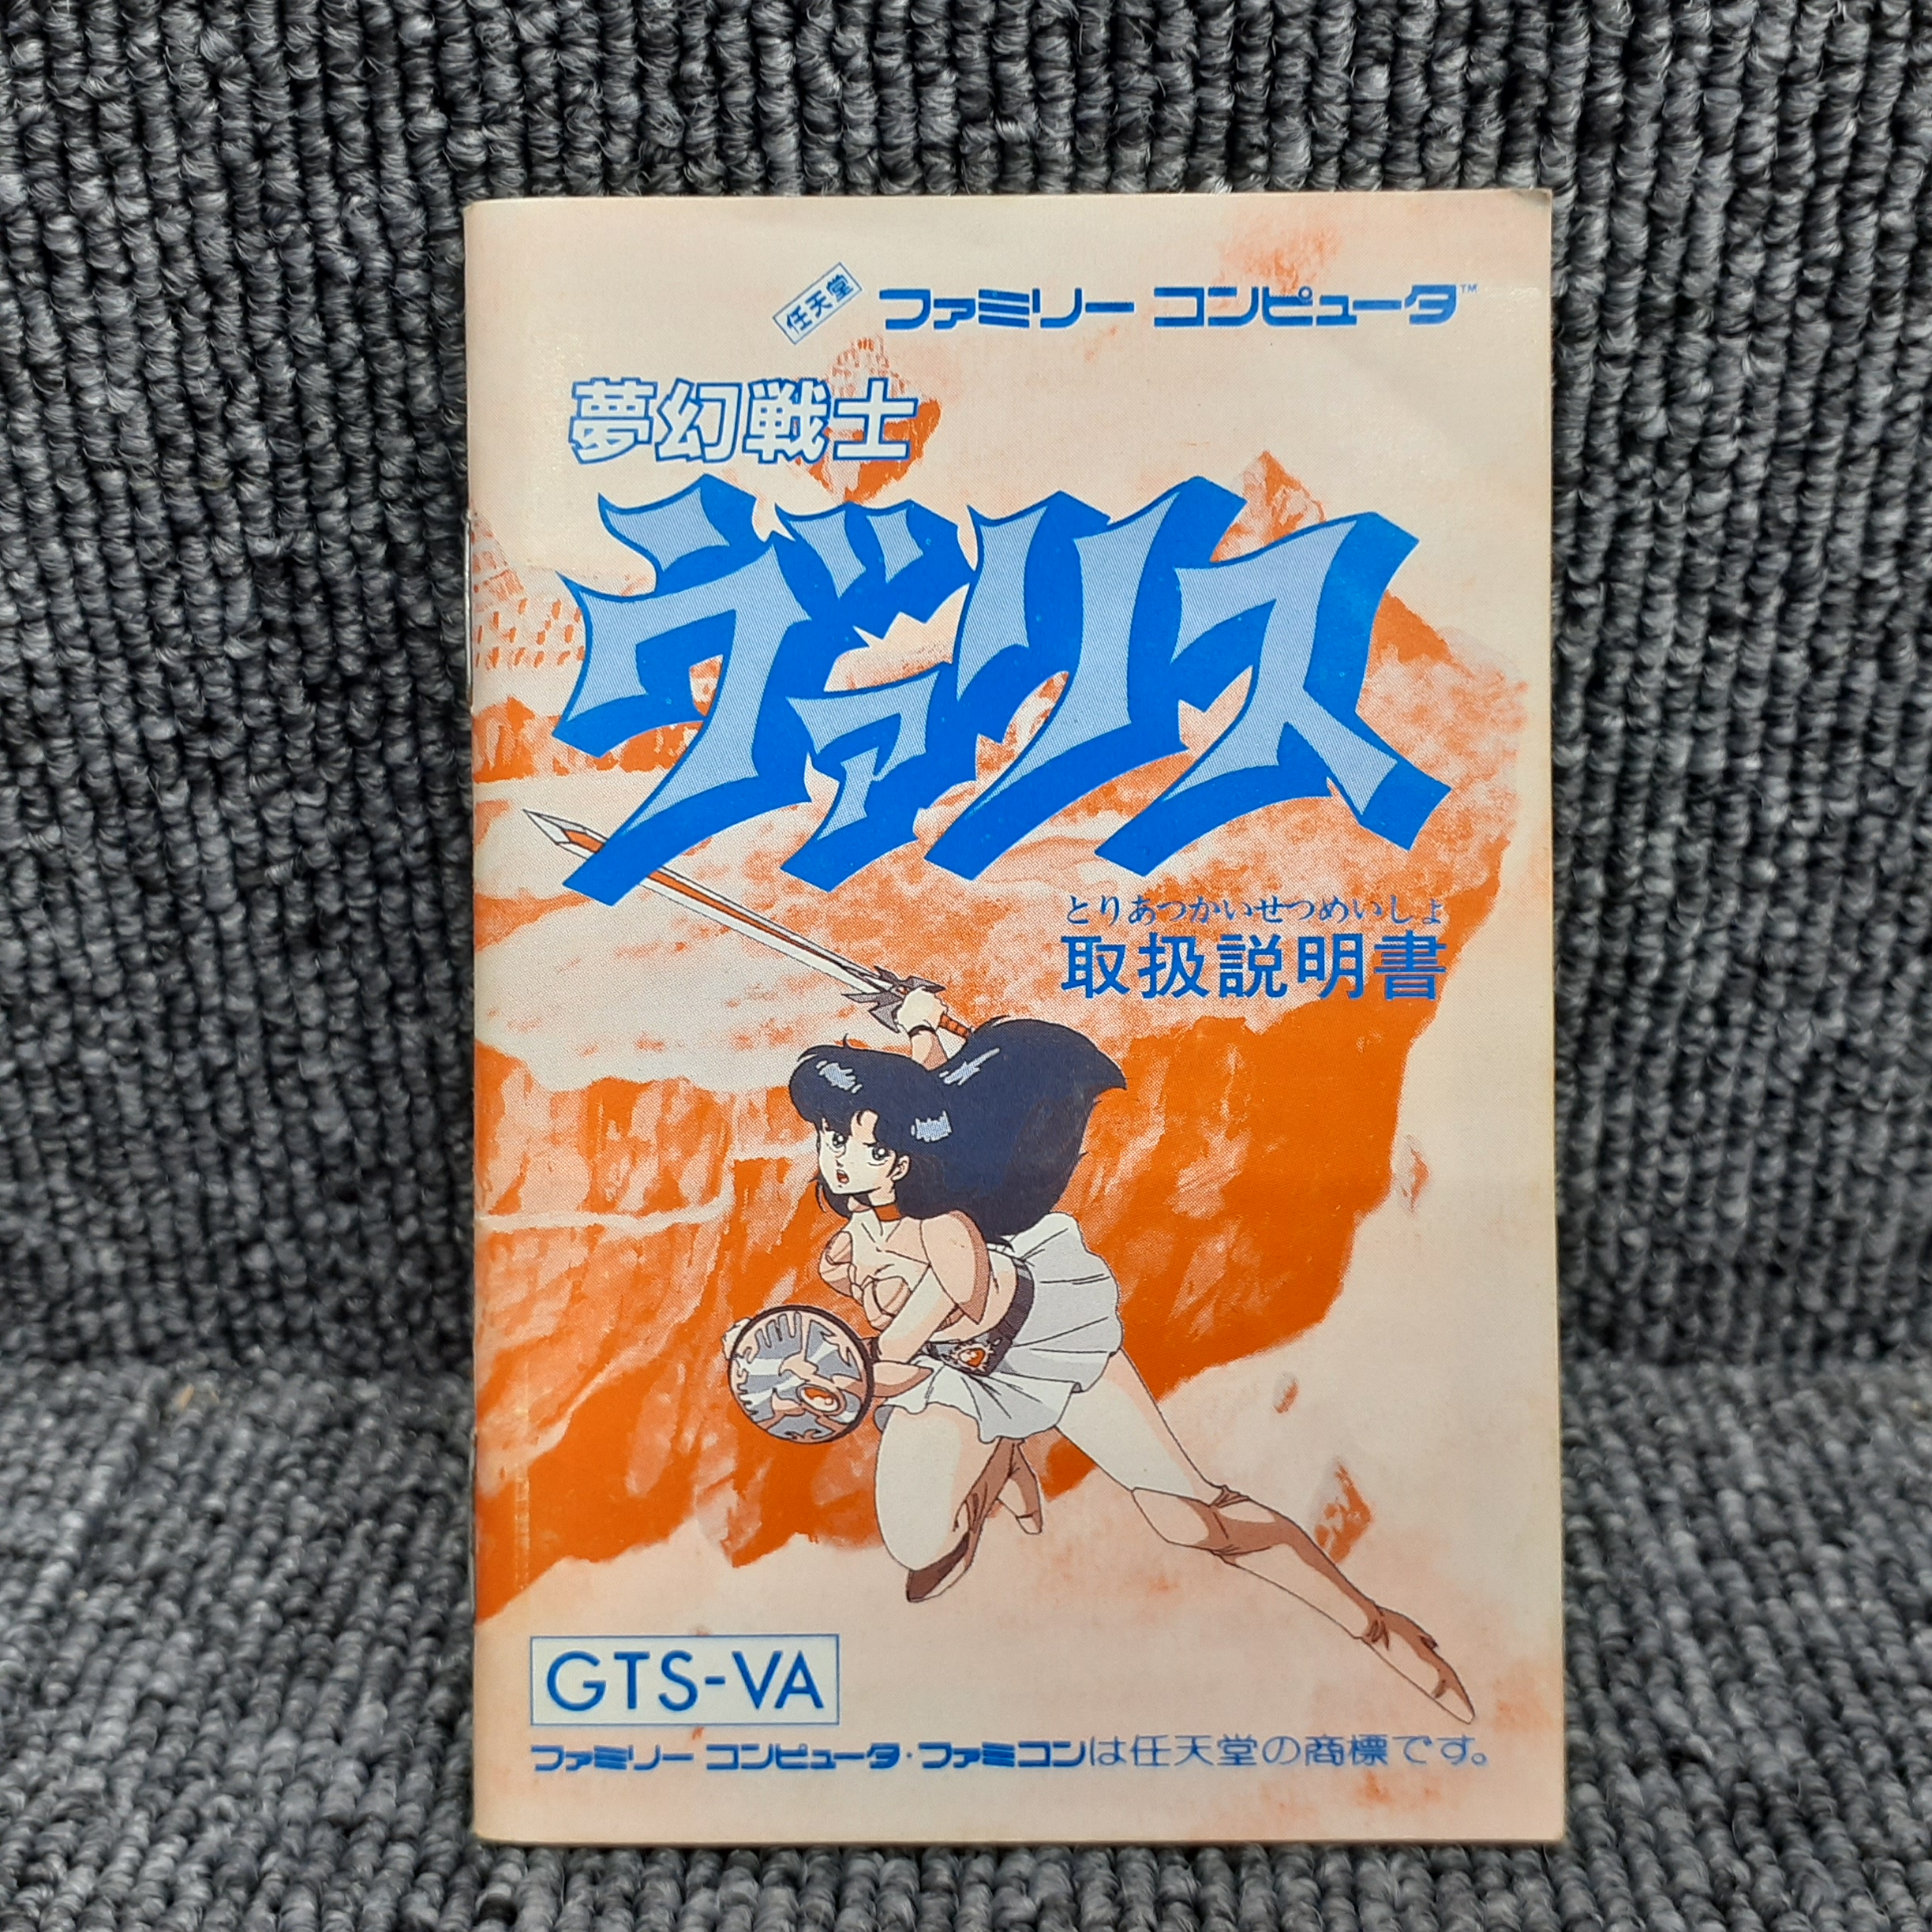 任天堂 ファミリー コンピュータ™
夢幻戦士
ヴァリス
とりあつかいせつめいしょ
取扱説明書
GTS-VA
ファミリー コンピュータ・ファミコンは任天堂の商標です。